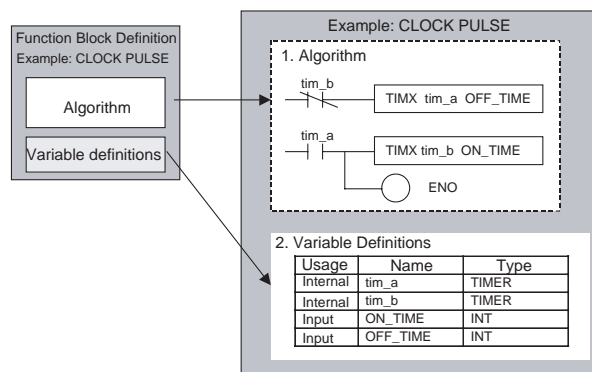 Function Block Definition
Example: CLOCK PULSE
Algorithm
Variable definitions
Example: CLOCK PULSE
1. Algorithm
tim_b
TIMX tim_a OFF_TIME
tim_a
TIMX tim_b ON_TIME
ENO
2. Variable Definitions
Usage Name Type
Internal tim_a TIMER
Internal tim_b TIMER
Input ON_TIME INT
Input OFF_TIME INT